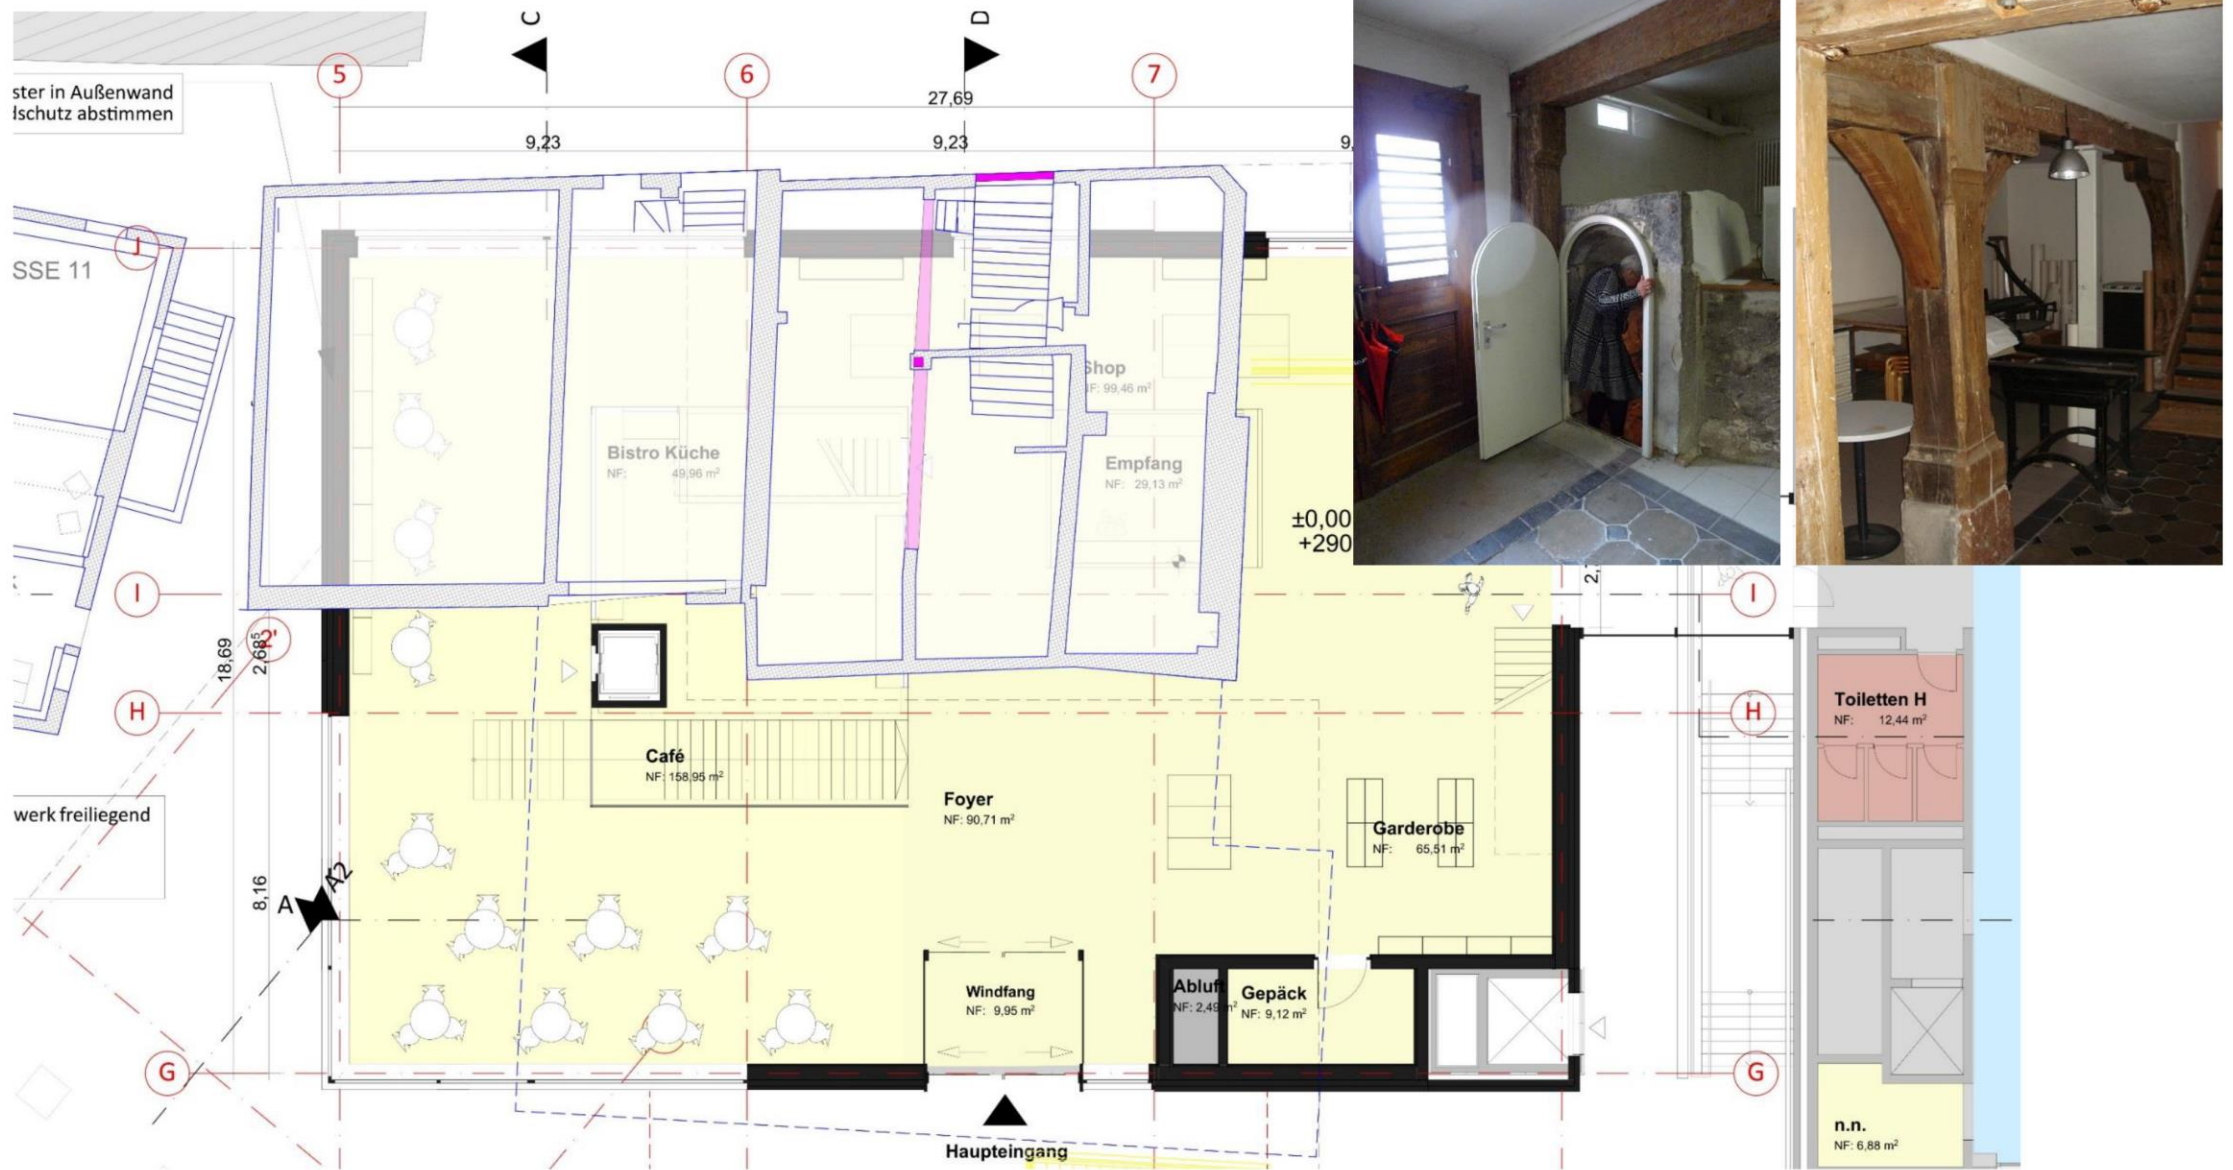 C
D
5
6
7
ster in Außenwand
dschutz abstimmen
27,69
9,23
9,23
9,
J
SSE 11
Shop
NF: 99,46 m²
Bistro Küche
NF: 49,96 m²
Empfang
NF: 29,13 m²
±0,00
+290
I
2,
I
18,69
2,68⁵
2'
H
H
Toiletten H
NF: 12,44 m²
Café
NF: 158,95 m²
Foyer
NF: 90,71 m²
werk freiliegend
Garderobe
NF: 65,51 m²
8,16
A
A2
Windfang
NF: 9,95 m²
Abluft
NF: 2,49 m²
Gepäck
NF: 9,12 m²
G
G
n.n.
NF: 6,88 m²
Haupteingang